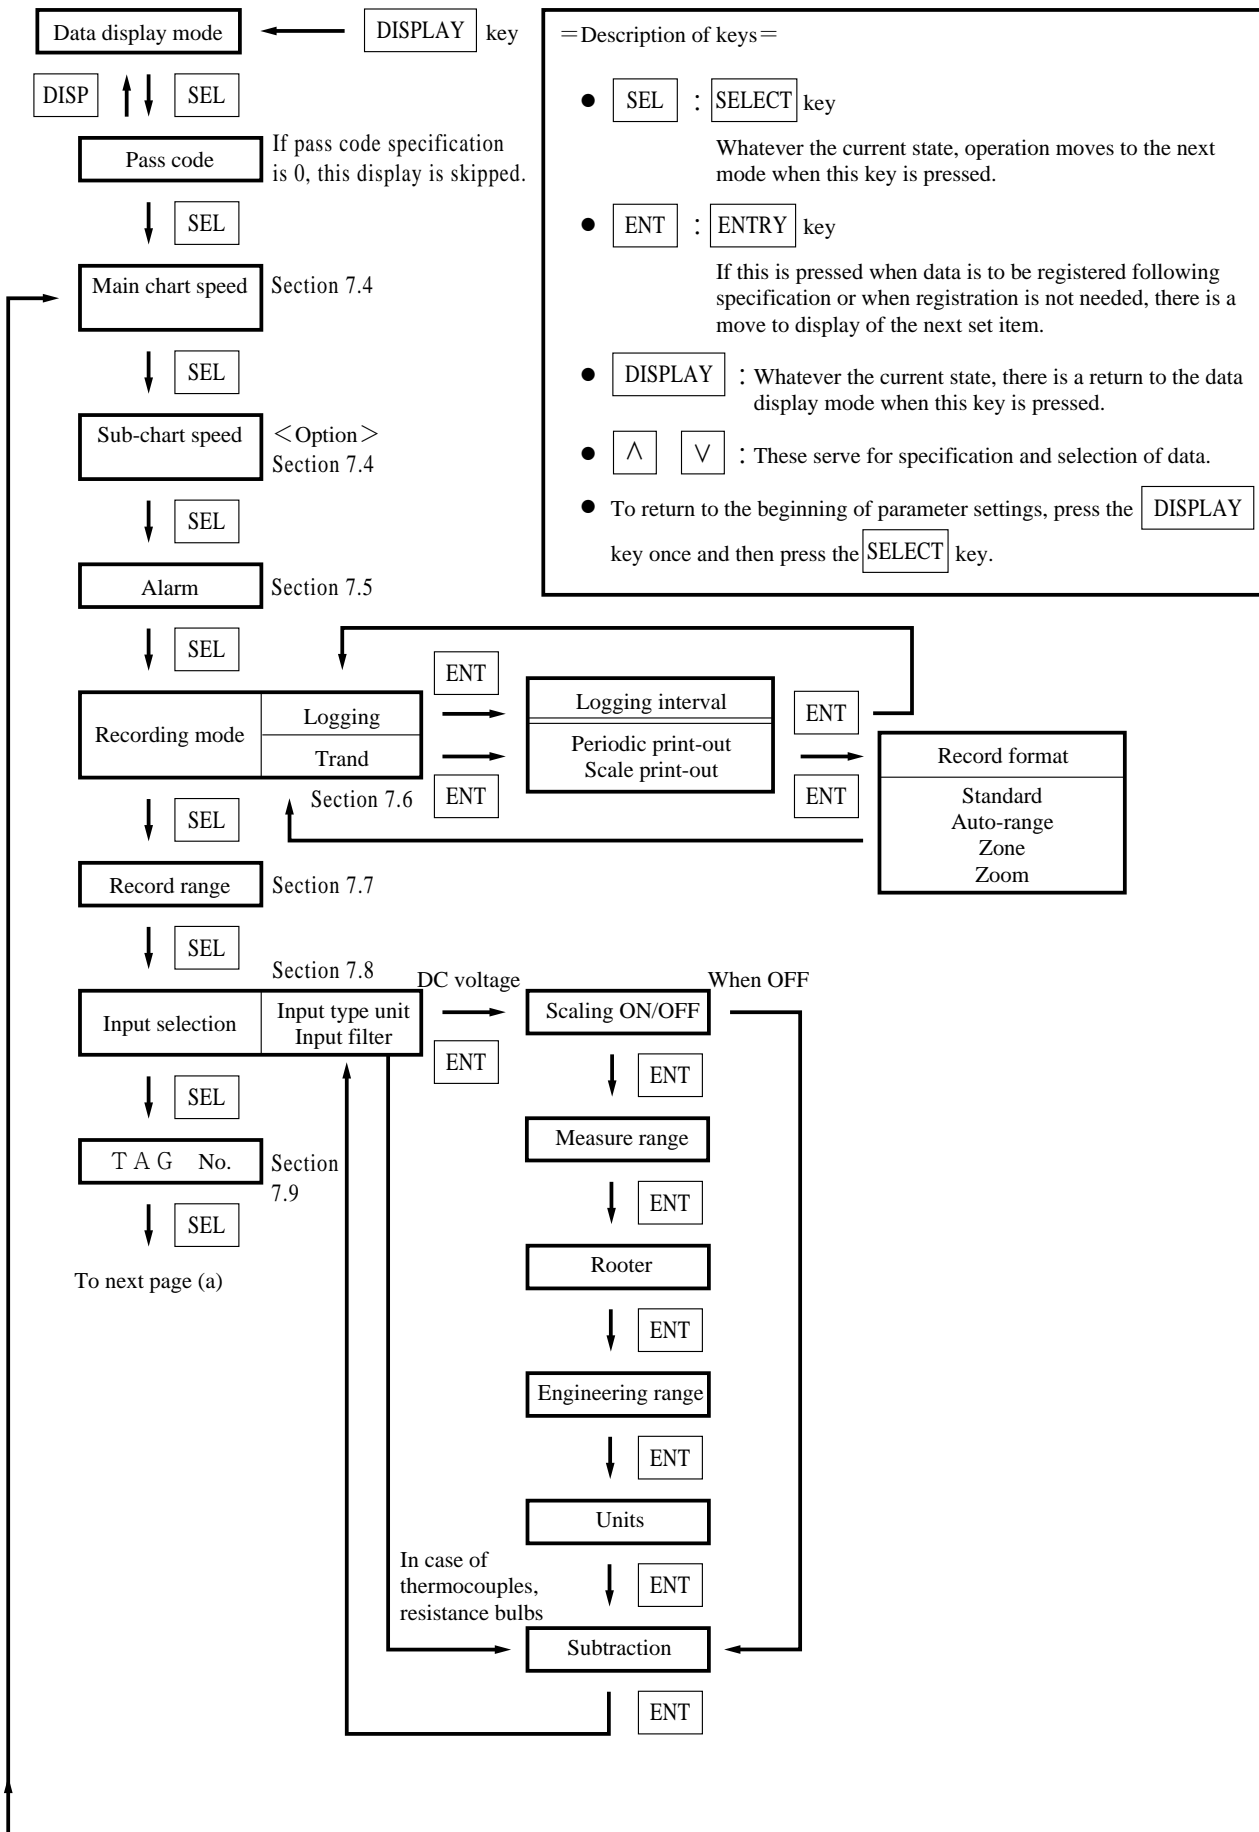 Data display mode
DISPLAY key
DISP
SEL
Pass code
If pass code specification
is 0, this display is skipped.
SEL
Main chart speed
Section 7.4
SEL
Sub-chart speed
<Option>
Section 7.4
SEL
Alarm
Section 7.5
SEL
=Description of keys=
● SEL : SELECT key
Whatever the current state, operation moves to the next
mode when this key is pressed.
● ENT : ENTRY key
If this is pressed when data is to be registered following
specification or when registration is not needed, there is a
move to display of the next set item.
● DISPLAY : Whatever the current state, there is a return to the data
display mode when this key is pressed.
● ∧ ∨ : These serve for specification and selection of data.
● To return to the beginning of parameter settings, press the DISPLAY
key once and then press the SELECT key.
Recording mode
Logging
Trand
Section 7.6
ENT
ENT
Logging interval
Periodic print-out
Scale print-out
ENT
ENT
Record format
Standard
Auto-range
Zone
Zoom
SEL
Record range
Section 7.7
SEL
Section 7.8
Input selection
Input type unit
Input filter
DC voltage
ENT
Scaling ON/OFF
When OFF
ENT
Measure range
ENT
Rooter
ENT
Engineering range
ENT
Units
ENT
In case of
thermocouples,
resistance bulbs
Subtraction
ENT
SEL
TAG No.
Section
7.9
SEL
To next page (a)